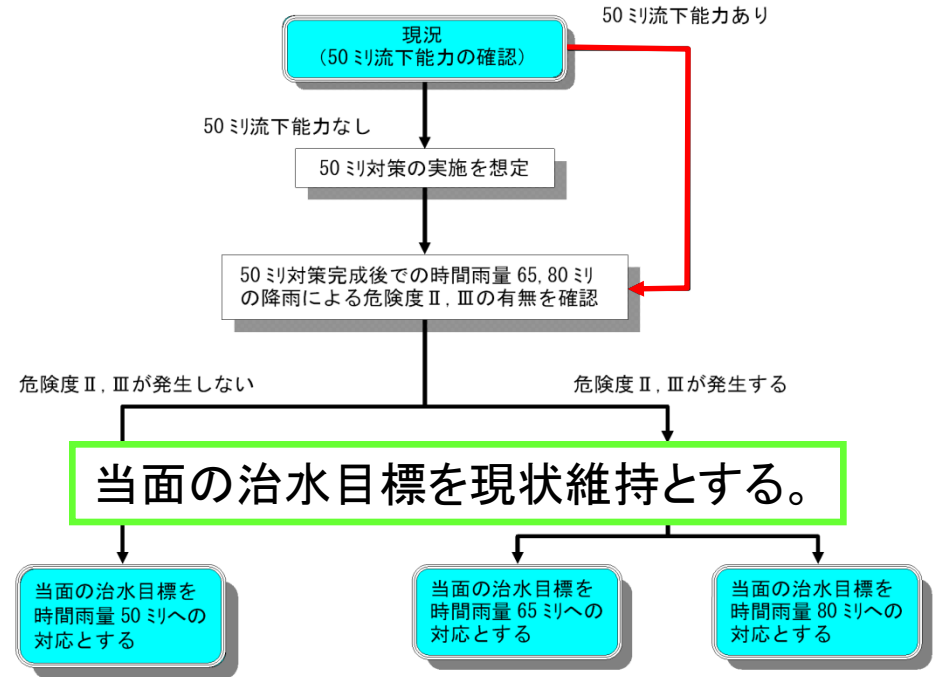 50ミリ流下能力あり
現況
(50ミリ流下能力の確認)
50ミリ流下能力なし
50ミリ対策の実施を想定
50ミリ対策完成後での時間雨量65,80ミリ
の降雨による危険度Ⅱ,Ⅲの有無を確認
危険度Ⅱ,Ⅲが発生しない
危険度Ⅱ,Ⅲが発生する
当面の治水目標を現状維持とする。
当面の治水目標を
時間雨量50ミリへの
対応とする
当面の治水目標を
時間雨量65ミリへの
対応とする
当面の治水目標を
時間雨量80ミリへの
対応とする